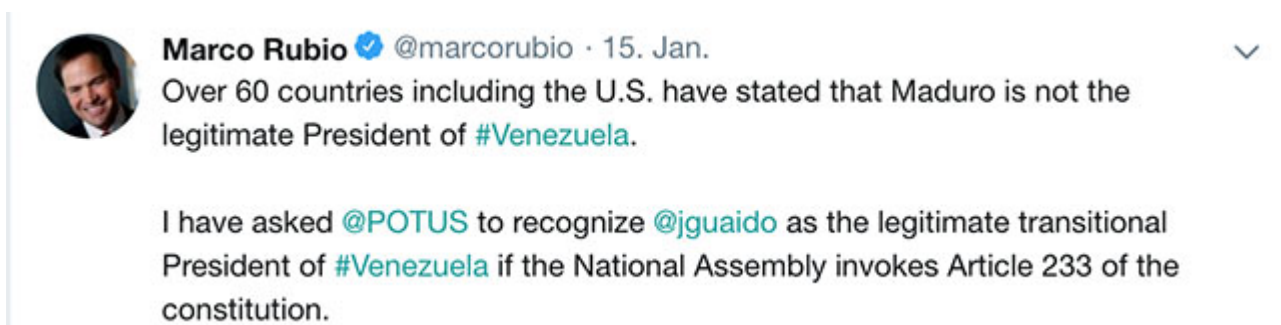 Marco Rubio @marcorubio · 15. Jan.
Over 60 countries including the U.S. have stated that Maduro is not the
legitimate President of #Venezuela.
I have asked @POTUS to recognize @jguaido as the legitimate transitional
President of #Venezuela if the National Assembly invokes Article 233 of the
constitution.